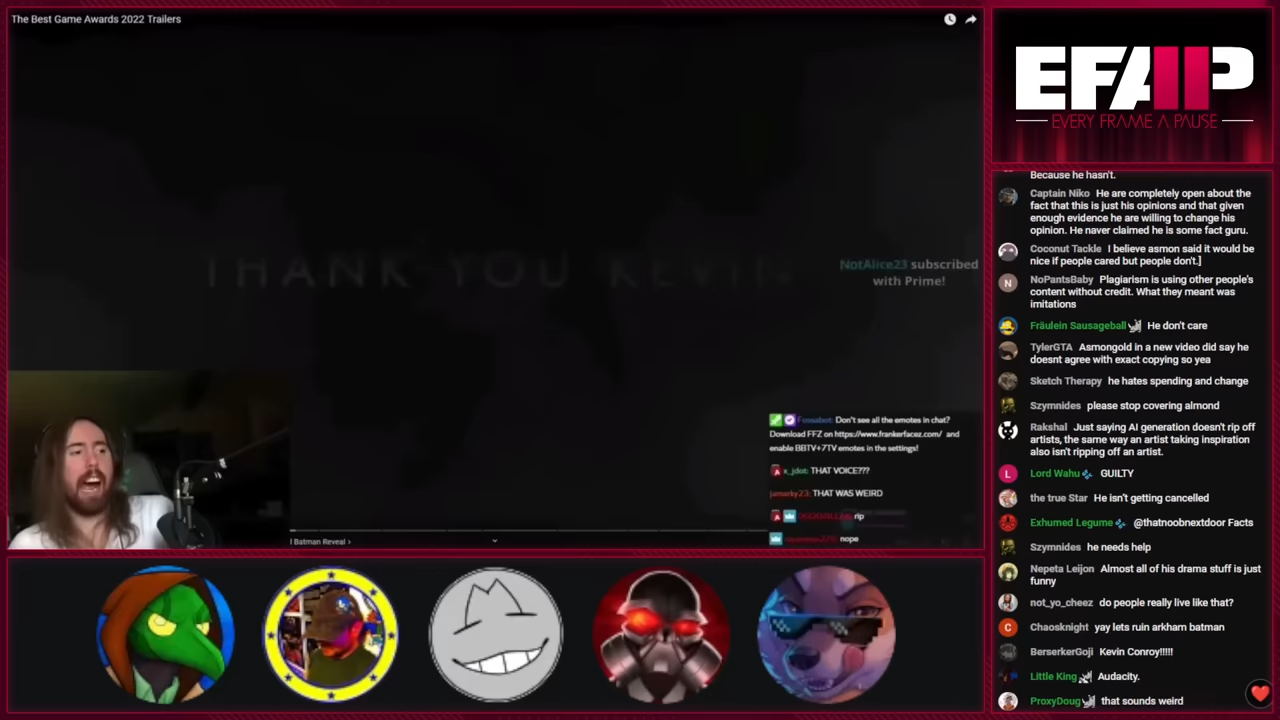 The Best Game Awards 2022 Trailers
THANK YOU KEVIN
NotAlice23 subscribed
with Prime!
Fossabot: Don't see all the emotes in chat?
Download FFZ on https://www.frankerfacez.com/ and
enable BBTV+7TV emotes in the settings!
x_jdot: THAT VOICE???
jamarky23: THAT WAS WEIRD
rip
nope
l Batman Reveal ›
EFAP
EVERY FRAME A PAUSE
Because he hasn't.
Captain Niko He are completely open about the
fact that this is just his opinions and that given
enough evidence he are willing to change his
opinion. He naver claimed he is some fact guru.
Coconut Tackle I believe asmon said it would be
nice if people cared but people don't.]
N NoPantsBaby Plagiarism is using other people's
content without credit. What they meant was
imitations
Fräulein Sausageball He don't care
TylerGTA Asmongold in a new video did say he
doesnt agree with exact copying so yea
Sketch Therapy he hates spending and change
Szymnides please stop covering almond
Rakshal Just saying AI generation doesn't rip off
artists, the same way an artist taking inspiration
also isn't ripping off an artist.
L Lord Wahu GUILTY
the true Star He isn't getting cancelled
Exhumed Legume @thatnoobnextdoor Facts
Szymnides he needs help
Nepeta Leijon Almost all of his drama stuff is just
funny
not_yo_cheez do people really live like that?
C Chaosknight yay lets ruin arkham batman
BerserkerGoji Kevin Conroy!!!!!
Little King Audacity.
ProxyDoug that sounds weird